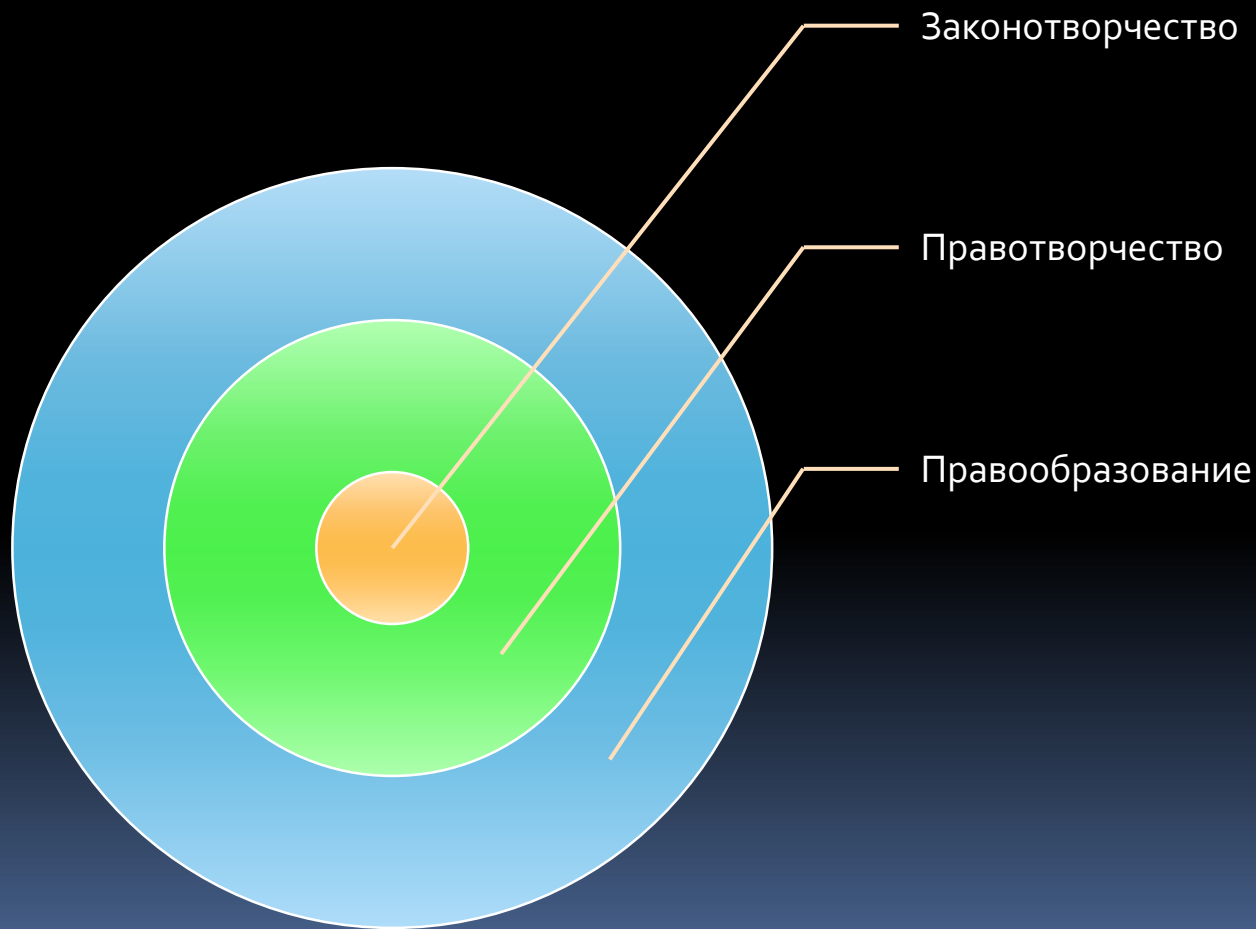 Законотворчество
Правотворчество
Правообразование